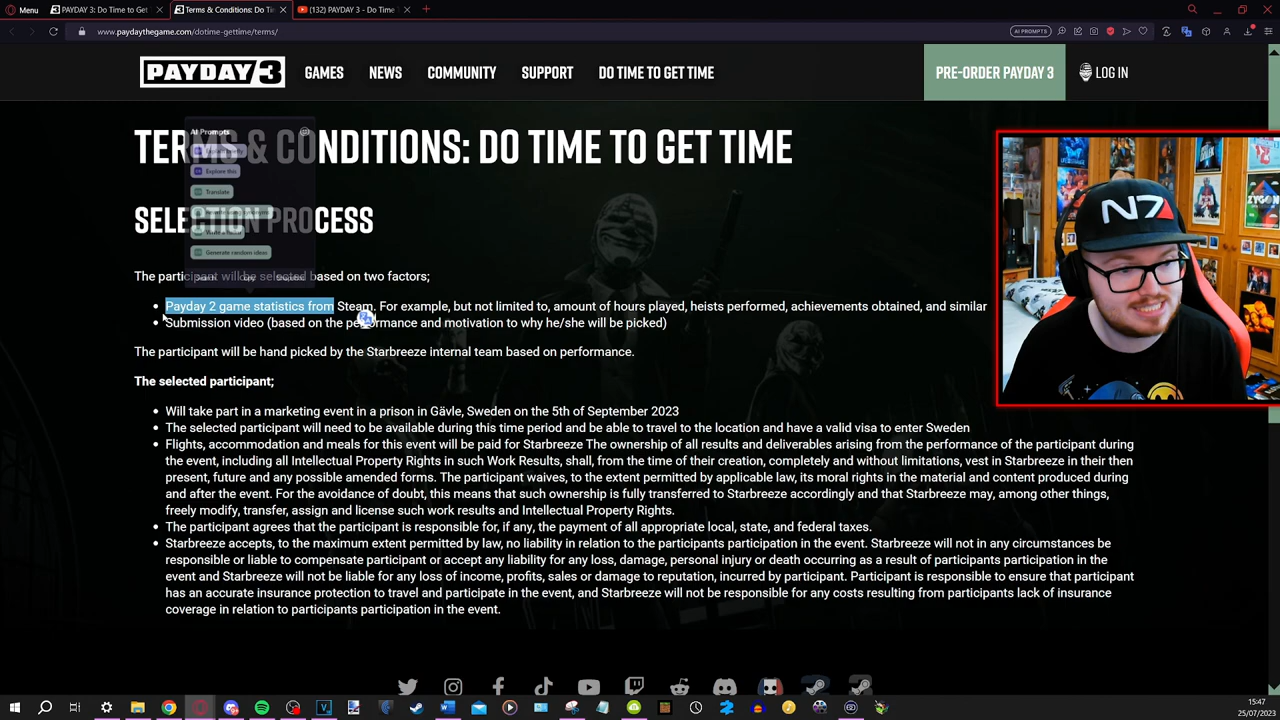 Menu
PAYDAY 3: Do Time to Get
Terms & Conditions: Do Ti
(132) PAYDAY 3 - Do Time
www.paydaythegame.com/dotime-gettime/terms/
AI PROMPTS
PAYDAY 3
GAMES
NEWS
COMMUNITY
SUPPORT
DO TIME TO GET TIME
PRE-ORDER PAYDAY 3
LOG IN
TERMS & CONDITIONS: DO TIME TO GET TIME
AI Prompts
Explore this
Translate
Generate random ideas
SELECTION PROCESS
The participant will be selected based on two factors;
Payday 2 game statistics from Steam. For example, but not limited to, amount of hours played, heists performed, achievements obtained, and similar
Submission video (based on the performance and motivation to why he/she will be picked)
The participant will be hand picked by the Starbreeze internal team based on performance.
The selected participant;
Will take part in a marketing event in a prison in Gävle, Sweden on the 5th of September 2023
The selected participant will need to be available during this time period and be able to travel to the location and have a valid visa to enter Sweden
Flights, accommodation and meals for this event will be paid for Starbreeze The ownership of all results and deliverables arising from the performance of the participant during
the event, including all Intellectual Property Rights in such Work Results, shall, from the time of their creation, completely and without limitations, vest in Starbreeze in their then
present, future and any possible amended forms. The participant waives, to the extent permitted by applicable law, its moral rights in the material and content produced during
and after the event. For the avoidance of doubt, this means that such ownership is fully transferred to Starbreeze accordingly and that Starbreeze may, among other things,
freely modify, transfer, assign and license such work results and Intellectual Property Rights.
The participant agrees that the participant is responsible for, if any, the payment of all appropriate local, state, and federal taxes.
Starbreeze accepts, to the maximum extent permitted by law, no liability in relation to the participants participation in the event. Starbreeze will not in any circumstances be
responsible or liable to compensate participant or accept any liability for any loss, damage, personal injury or death occurring as a result of participants participation in the
event and Starbreeze will not be liable for any loss of income, profits, sales or damage to reputation, incurred by participant. Participant is responsible to ensure that participant
has an accurate insurance protection to travel and participate in the event, and Starbreeze will not be responsible for any costs resulting from participants lack of insurance
coverage in relation to participants participation in the event.
N7
ZYGON
15:47
25/07/2023